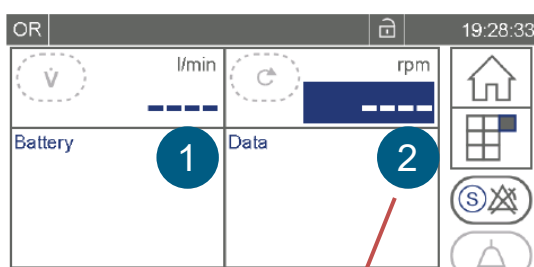 OR 19:28:33
V̇ l/min rpm
---- ----
Battery 1 Data 2
S